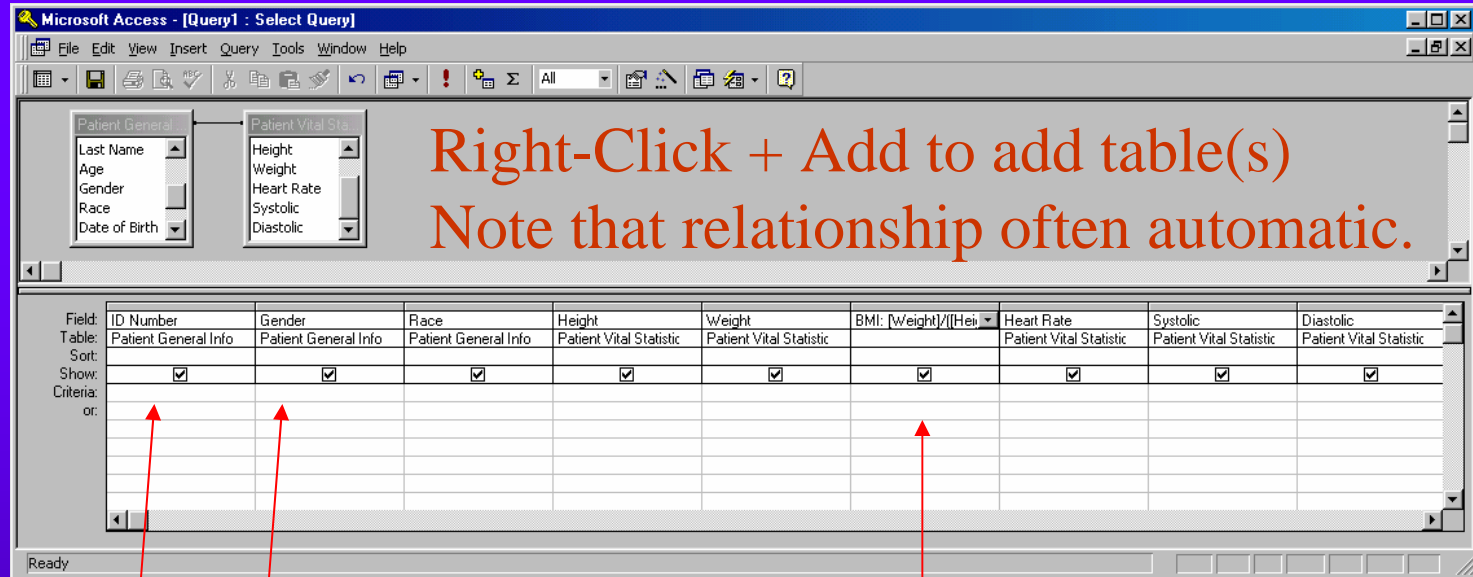 Microsoft Access - [Query1 : Select Query]
File Edit View Insert Query Tools Window Help
Σ All
Patient General ... Patient Vital Sta...
Last Name
Age
Gender
Race
Date of Birth
Height
Weight
Heart Rate
Systolic
Diastolic
Right-Click + Add to add table(s)
Note that relationship often automatic.
Field: ID Number Gender Race Height Weight BMI: [Weight]/([Hei Heart Rate Systolic Diastolic
Table: Patient General Info Patient General Info Patient General Info Patient Vital Statistic Patient Vital Statistic Patient Vital Statistic Patient Vital Statistic Patient Vital Statistic
Sort:
Show:
Criteria:
or:
Ready